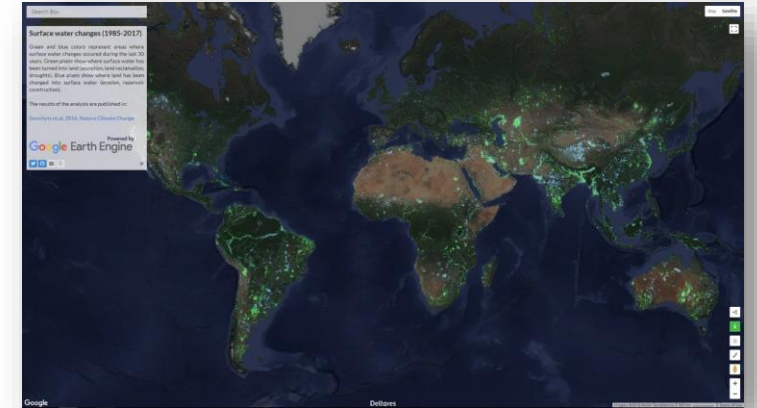 Search Box
Surface water changes (1985-2017)
Green and blue colors represent areas where
surface water changes occured during the last 30
years. Green pixels show where surface water has
been turned into land (accretion, land reclamation,
droughts). Blue pixels show where land has been
changed into surface water (erosion, reservoir
construction).
The results of the analysis are published in:
Donchyts et al, 2016, Nature Climate Change
Powered by
Google Earth Engine
Map Satellite
Google
Deltares